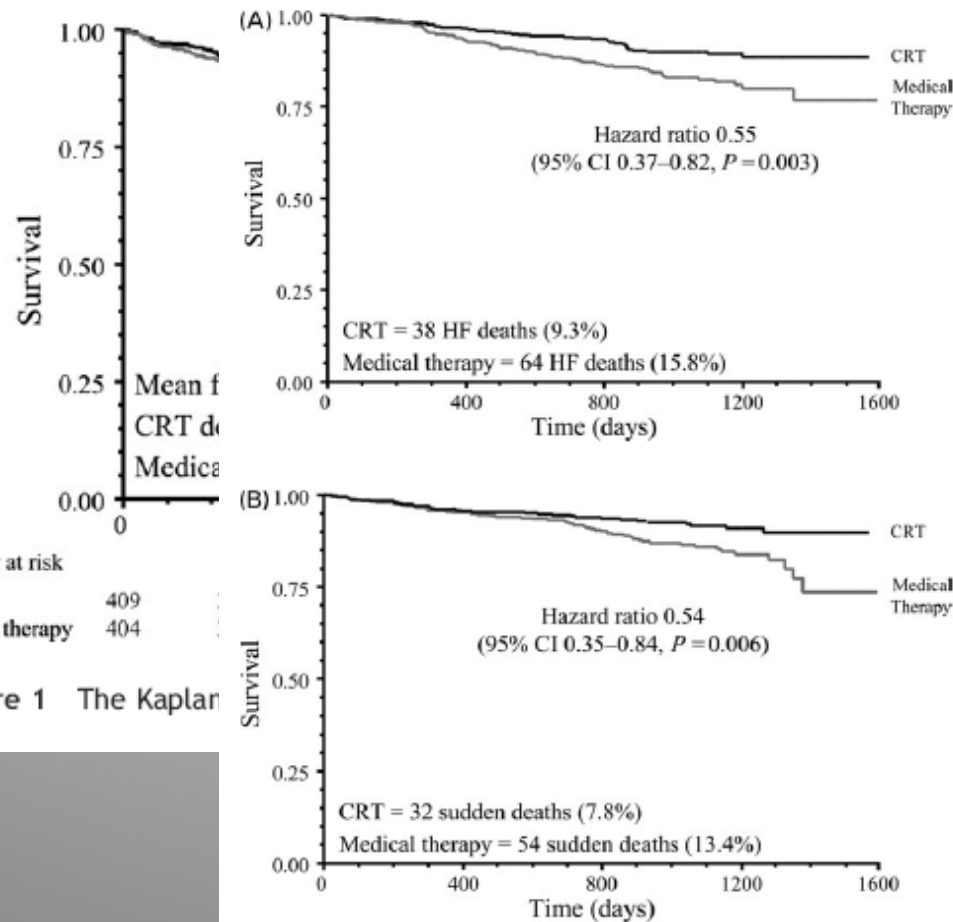 1.00
0.75
0.50
0.25
0.00
Survival
Mean f
CRT de
Medica
0
at risk
409
therapy 404
re 1 The Kaplan
(A) 1.00
0.75
0.50
0.25
0.00
Survival
CRT
Medical
Therapy
Hazard ratio 0.55
(95% CI 0.37–0.82, P=0.003)
CRT = 38 HF deaths (9.3%)
Medical therapy = 64 HF deaths (15.8%)
0 400 800 1200 1600
Time (days)
(B) 1.00
0.75
0.50
0.25
0.00
Survival
CRT
Medical
Therapy
Hazard ratio 0.54
(95% CI 0.35–0.84, P=0.006)
CRT = 32 sudden deaths (7.8%)
Medical therapy = 54 sudden deaths (13.4%)
0 400 800 1200 1600
Time (days)